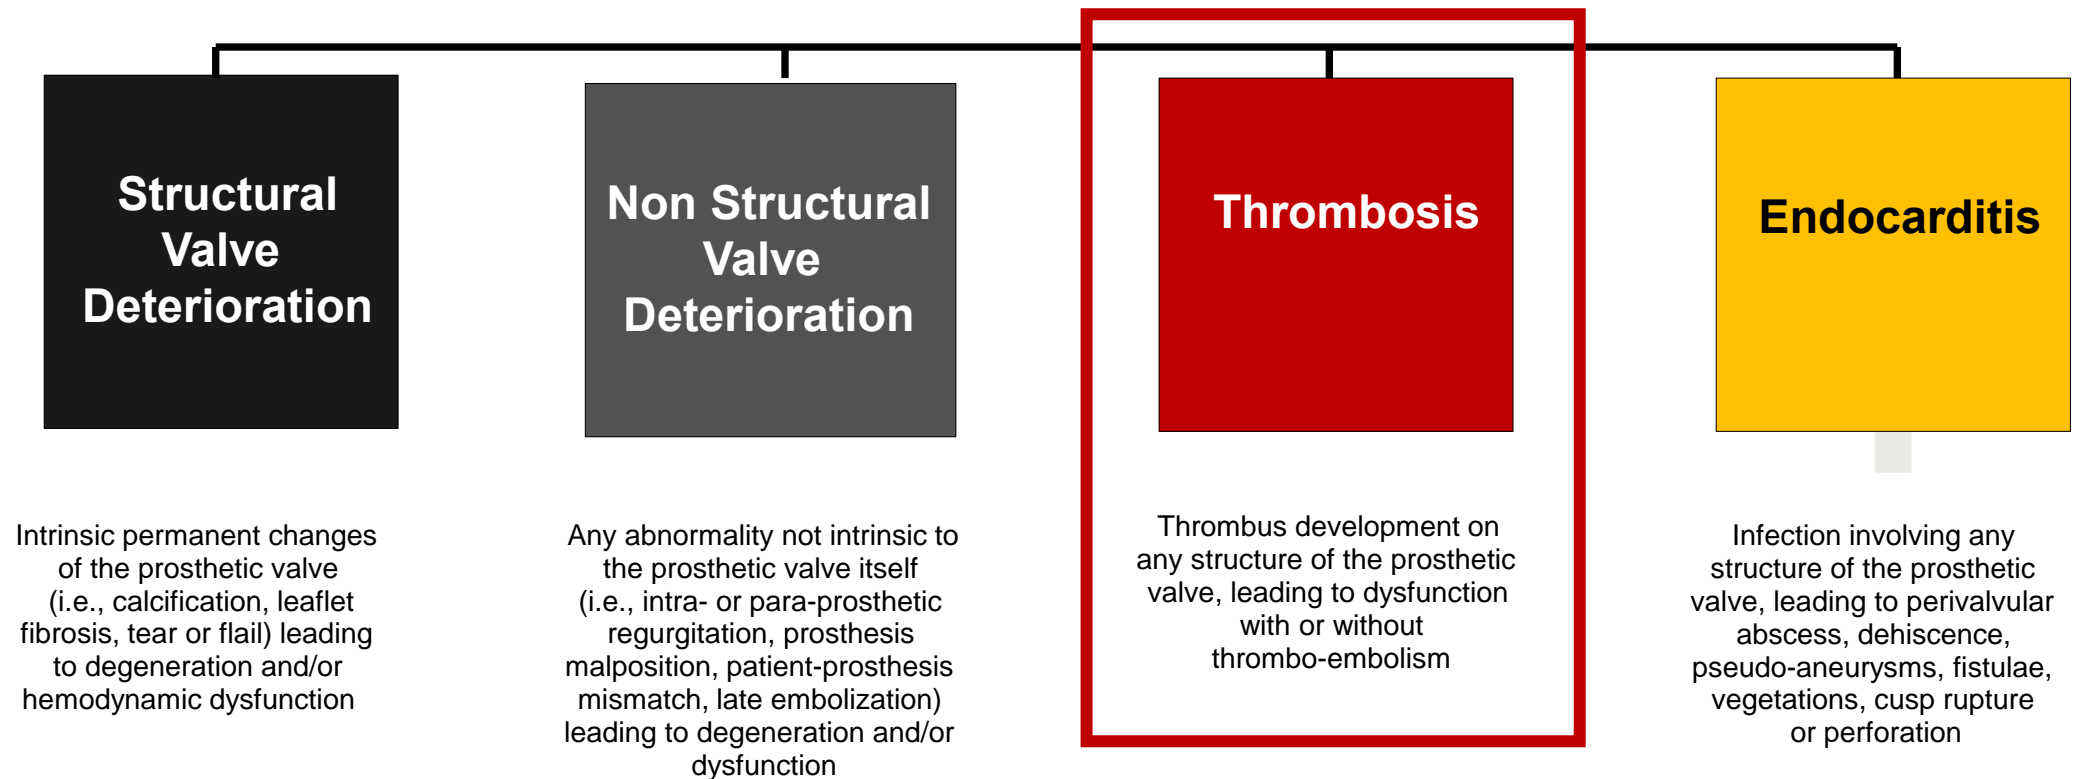 Structural
Valve
Deterioration
Intrinsic permanent changes
of the prosthetic valve
(i.e., calcification, leaflet
fibrosis, tear or flail) leading
to degeneration and/or
hemodynamic dysfunction
Non Structural
Valve
Deterioration
Any abnormality not intrinsic to
the prosthetic valve itself
(i.e., intra- or para-prosthetic
regurgitation, prosthesis
malposition, patient-prosthesis
mismatch, late embolization)
leading to degeneration and/or
dysfunction
Thrombosis
Thrombus development on
any structure of the prosthetic
valve, leading to dysfunction
with or without
thrombo-embolism
Endocarditis
Infection involving any
structure of the prosthetic
valve, leading to perivalvular
abscess, dehiscence,
pseudo-aneurysms, fistulae,
vegetations, cusp rupture
or perforation